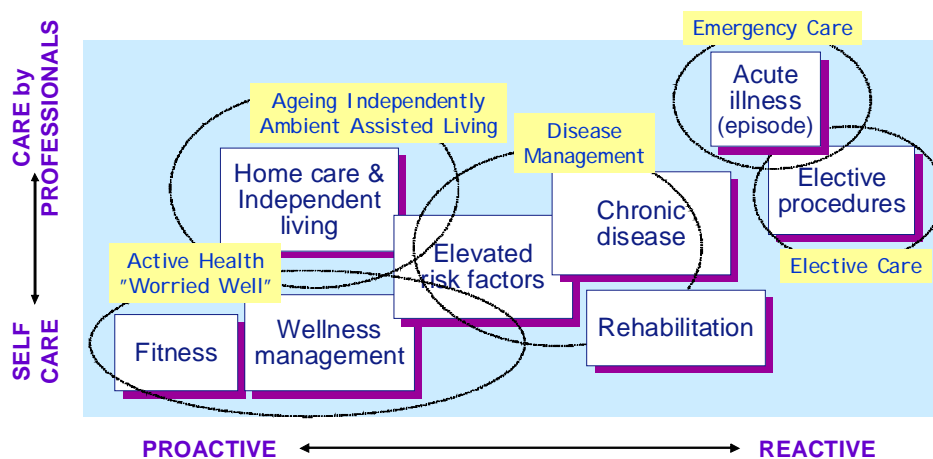 CARE by
PROFESSIONALS
SELF
CARE
Emergency Care
Acute
illness
(episode)
Ageing Independently
Ambient Assisted Living
Disease
Management
Home care &
Independent
living
Chronic
disease
Elective
procedures
Elevated
risk factors
Active Health
"Worried Well"
Elective Care
Fitness
Wellness
management
Rehabilitation
PROACTIVE
REACTIVE